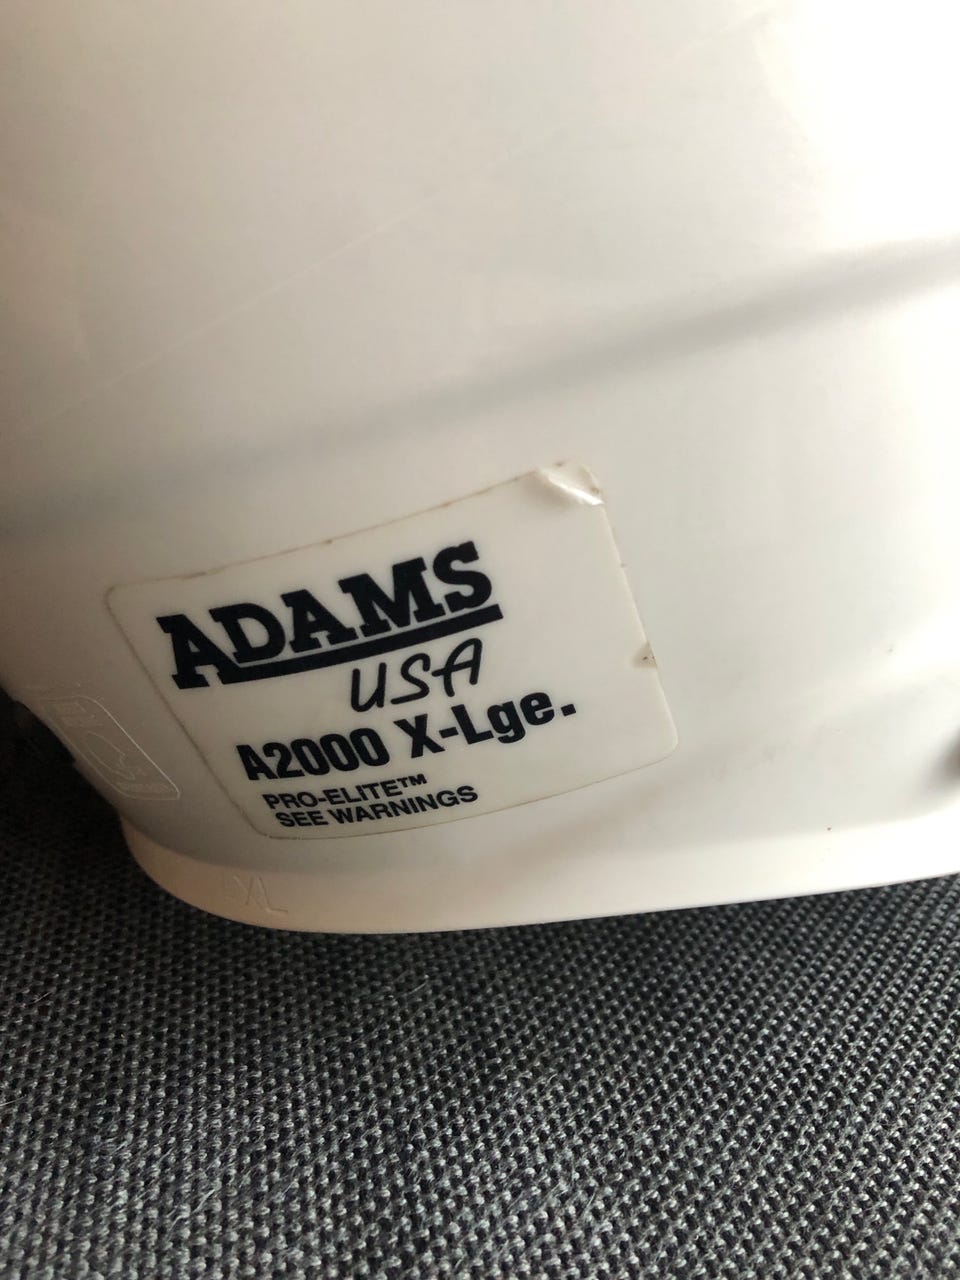 ADAMS
USA
A2000 X-Lge.
PRO-ELITE™
SEE WARNINGS
XL